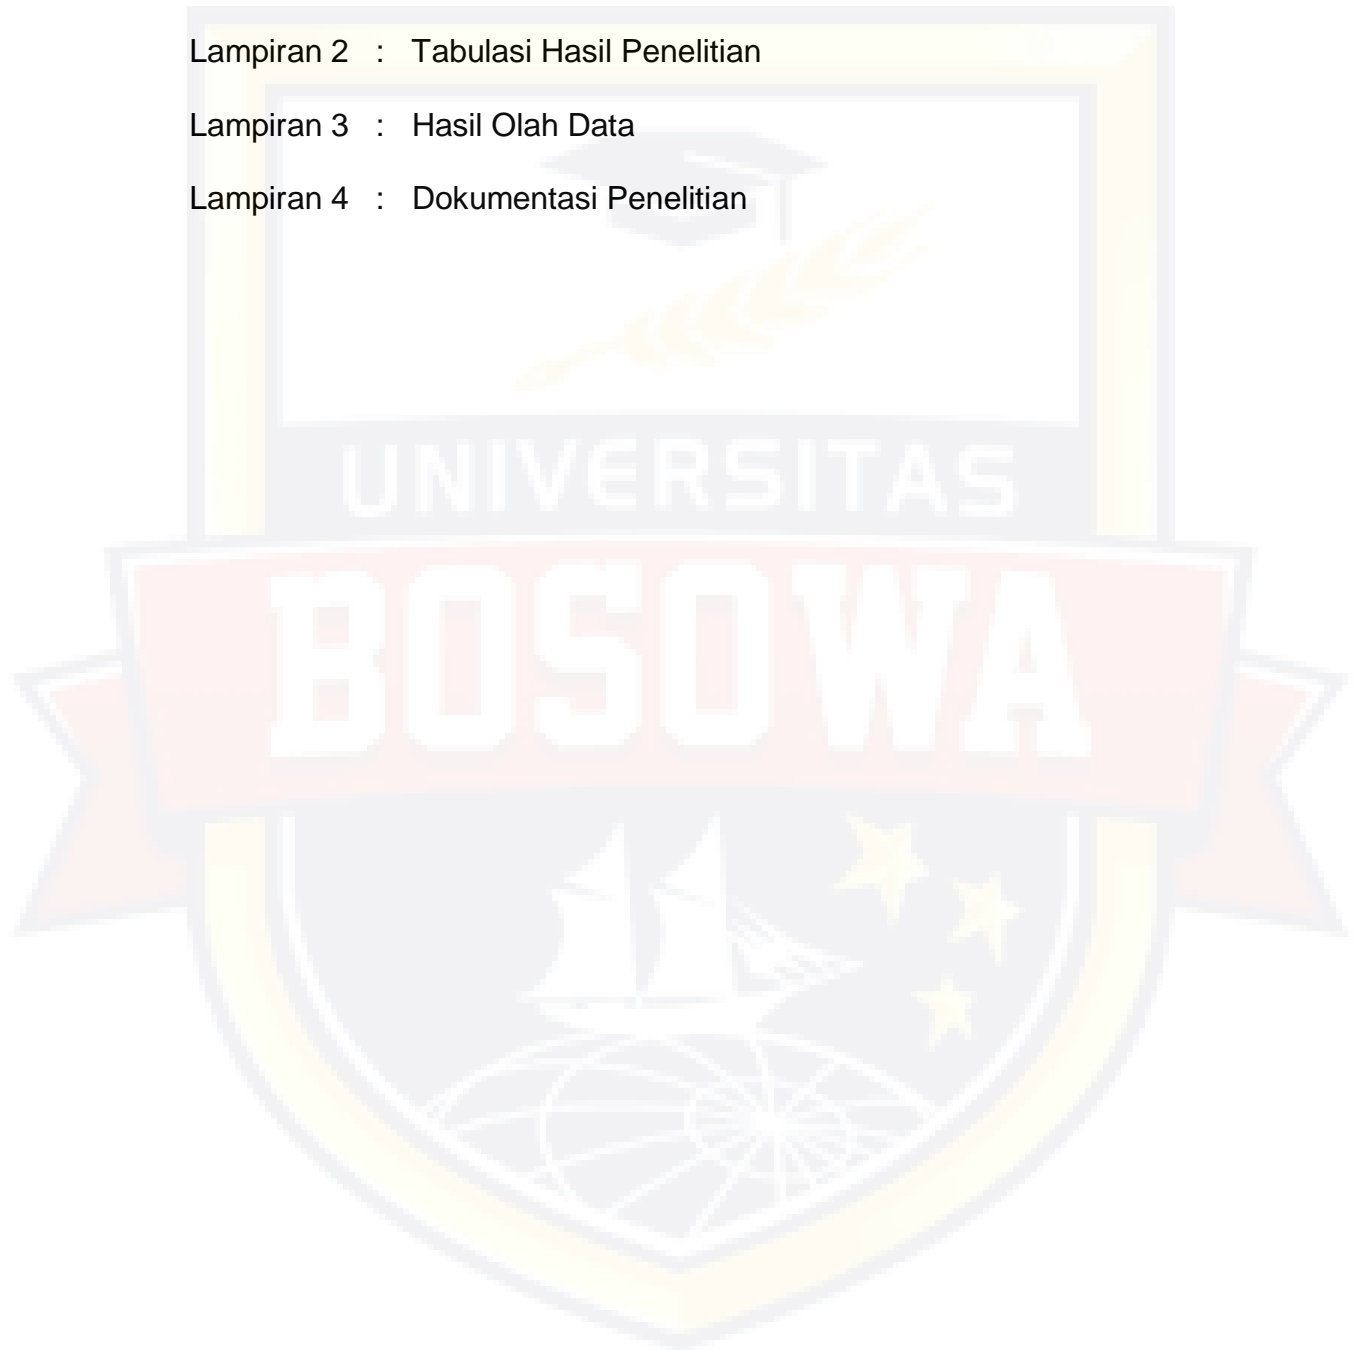 Lampiran 2 : Tabulasi Hasil Penelitian
Lampiran 3 : Hasil Olah Data
Lampiran 4 : Dokumentasi Penelitian
UNIVERSITAS
BOSOWA